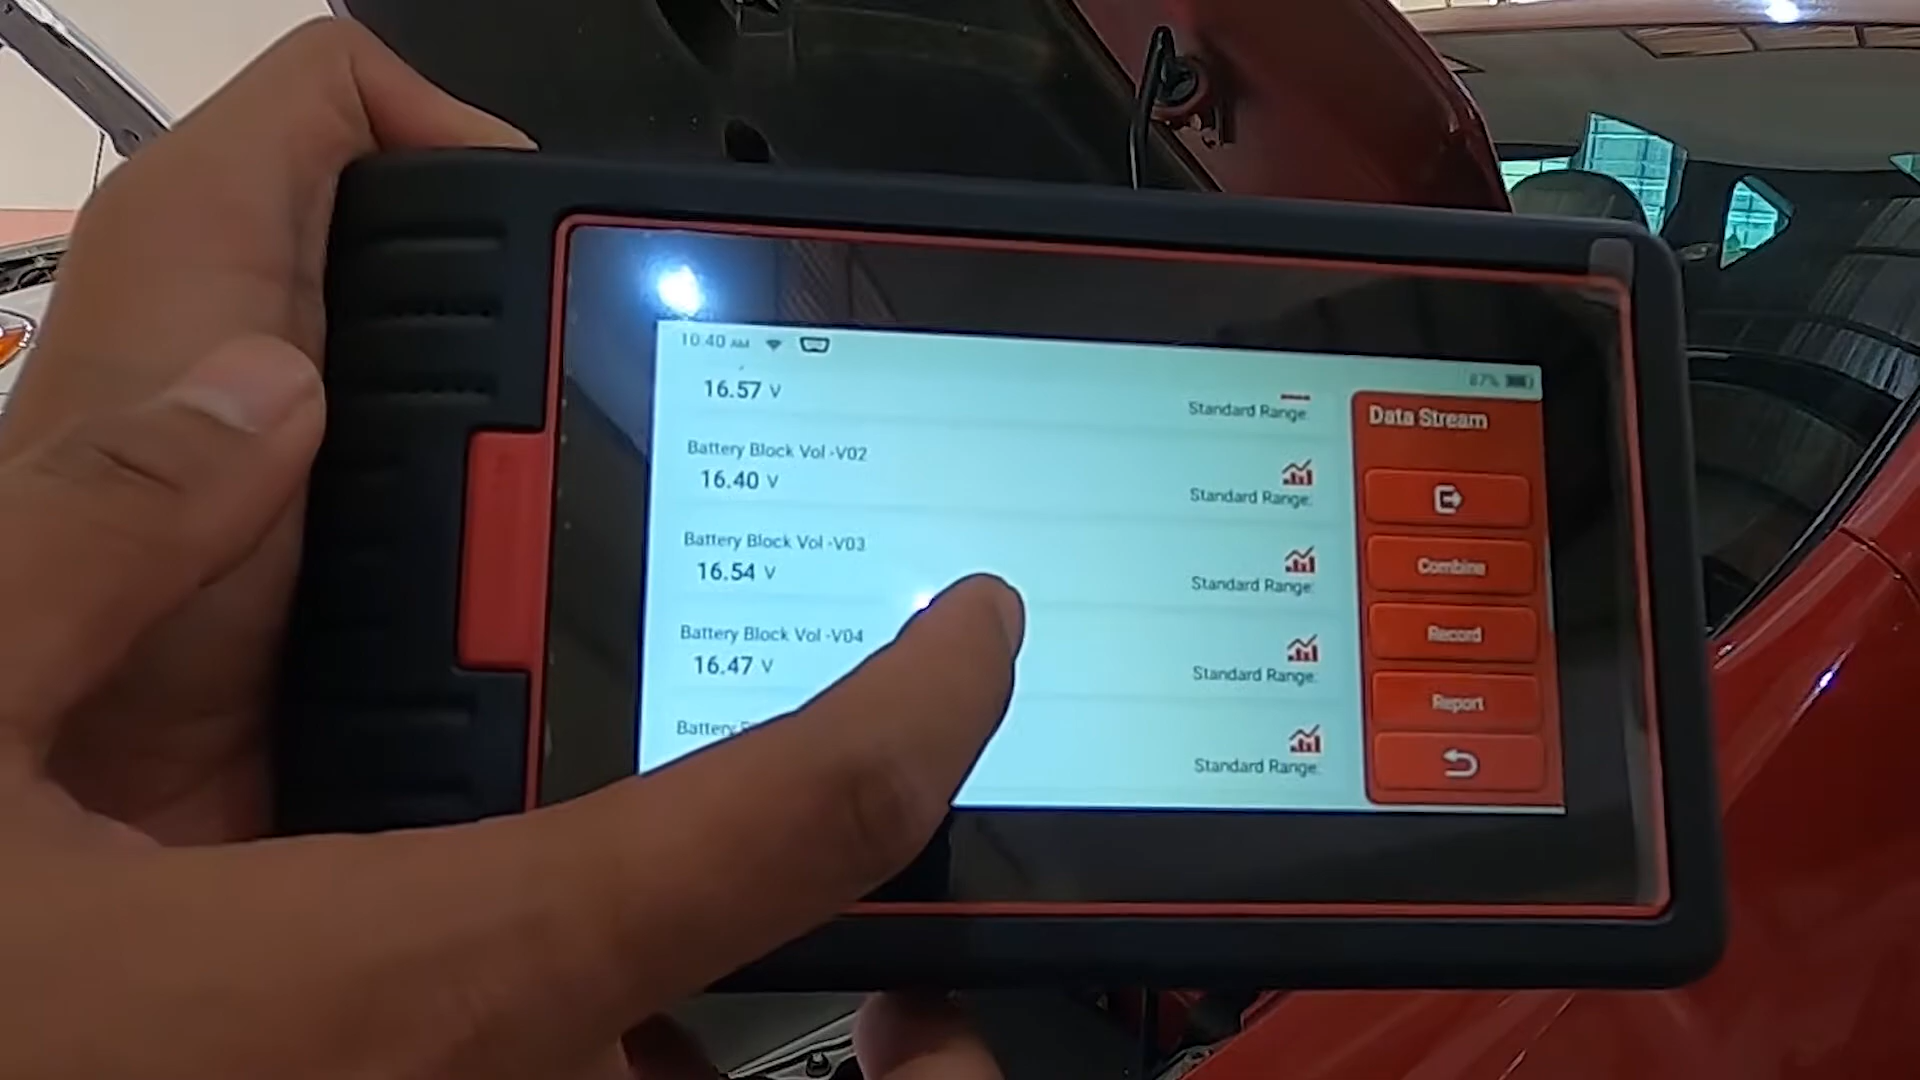 10:40 AM
87%
16.57 V
Standard Range:
Data Stream
Battery Block Vol -V02
16.40 V
Standard Range:
Battery Block Vol -V03
16.54 V
Standard Range:
Combine
Battery Block Vol -V04
16.47 V
Standard Range:
Record
Report
Battery
Standard Range: